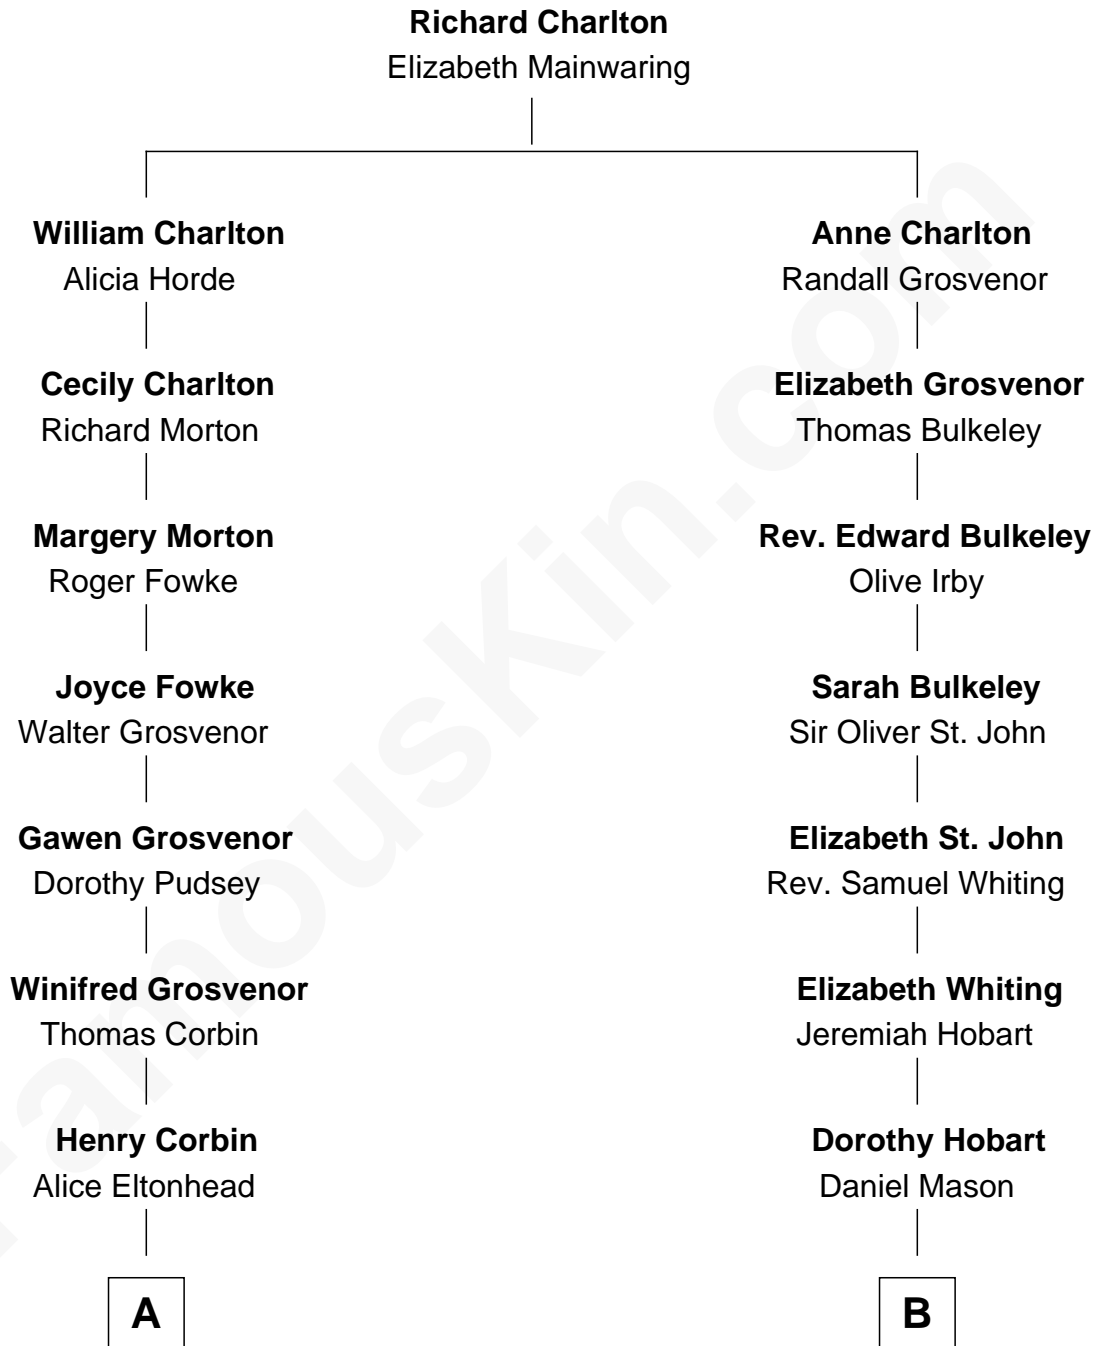 Richard Charlton
Elizabeth Mainwaring
William Charlton
Alicia Horde
Cecily Charlton
Richard Morton
Margery Morton
Roger Fowke
Joyce Fowke
Walter Grosvenor
Gawen Grosvenor
Dorothy Pudsey
Winifred Grosvenor
Thomas Corbin
Henry Corbin
Alice Eltonhead
A
Anne Charlton
Randall Grosvenor
Elizabeth Grosvenor
Thomas Bulkeley
Rev. Edward Bulkeley
Olive Irby
Sarah Bulkeley
Sir Oliver St. John
Elizabeth St. John
Rev. Samuel Whiting
Elizabeth Whiting
Jeremiah Hobart
Dorothy Hobart
Daniel Mason
B
FamousKin.com